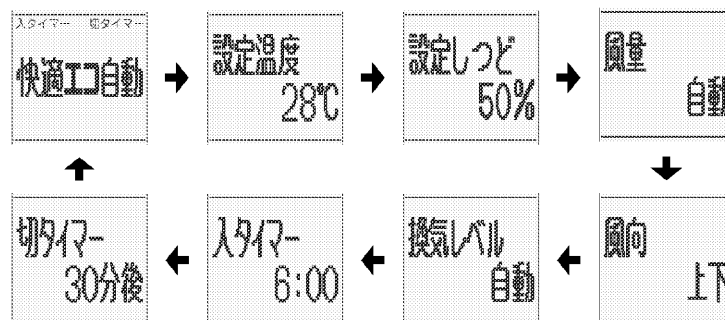 入タイマー 切タイマー
快適エコ自動
設定温度
28℃
設定しつど
50%
風量
自動
風向
上下
換気レベル
自動
入タイマー
6:00
切タイマー
30分後